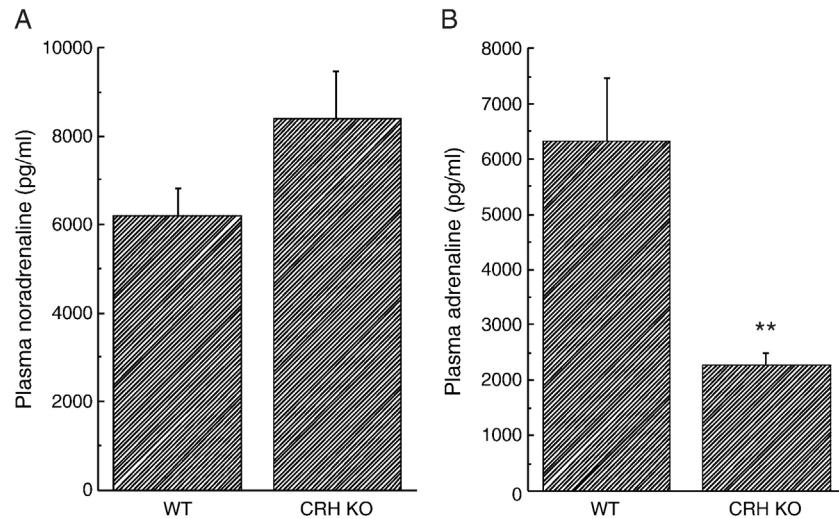 A
Plasma noradrenaline (pg/ml)
10000
8000
6000
4000
2000
0
WT
CRH KO
B
Plasma adrenaline (pg/ml)
8000
7000
6000
5000
4000
3000
2000
1000
0
**
WT
CRH KO